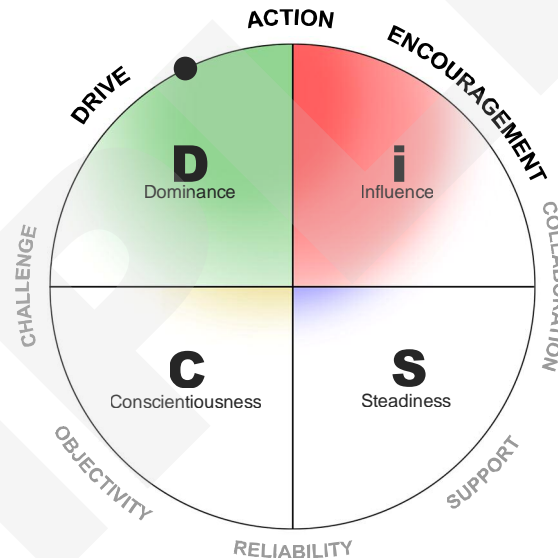 ACTION
DRIVE
ENCOURAGEMENT
D
Dominance
i
Influence
CHALLENGE
COLLABORATION
C
Conscientiousness
S
Steadiness
OBJECTIVITY
SUPPORT
RELIABILITY